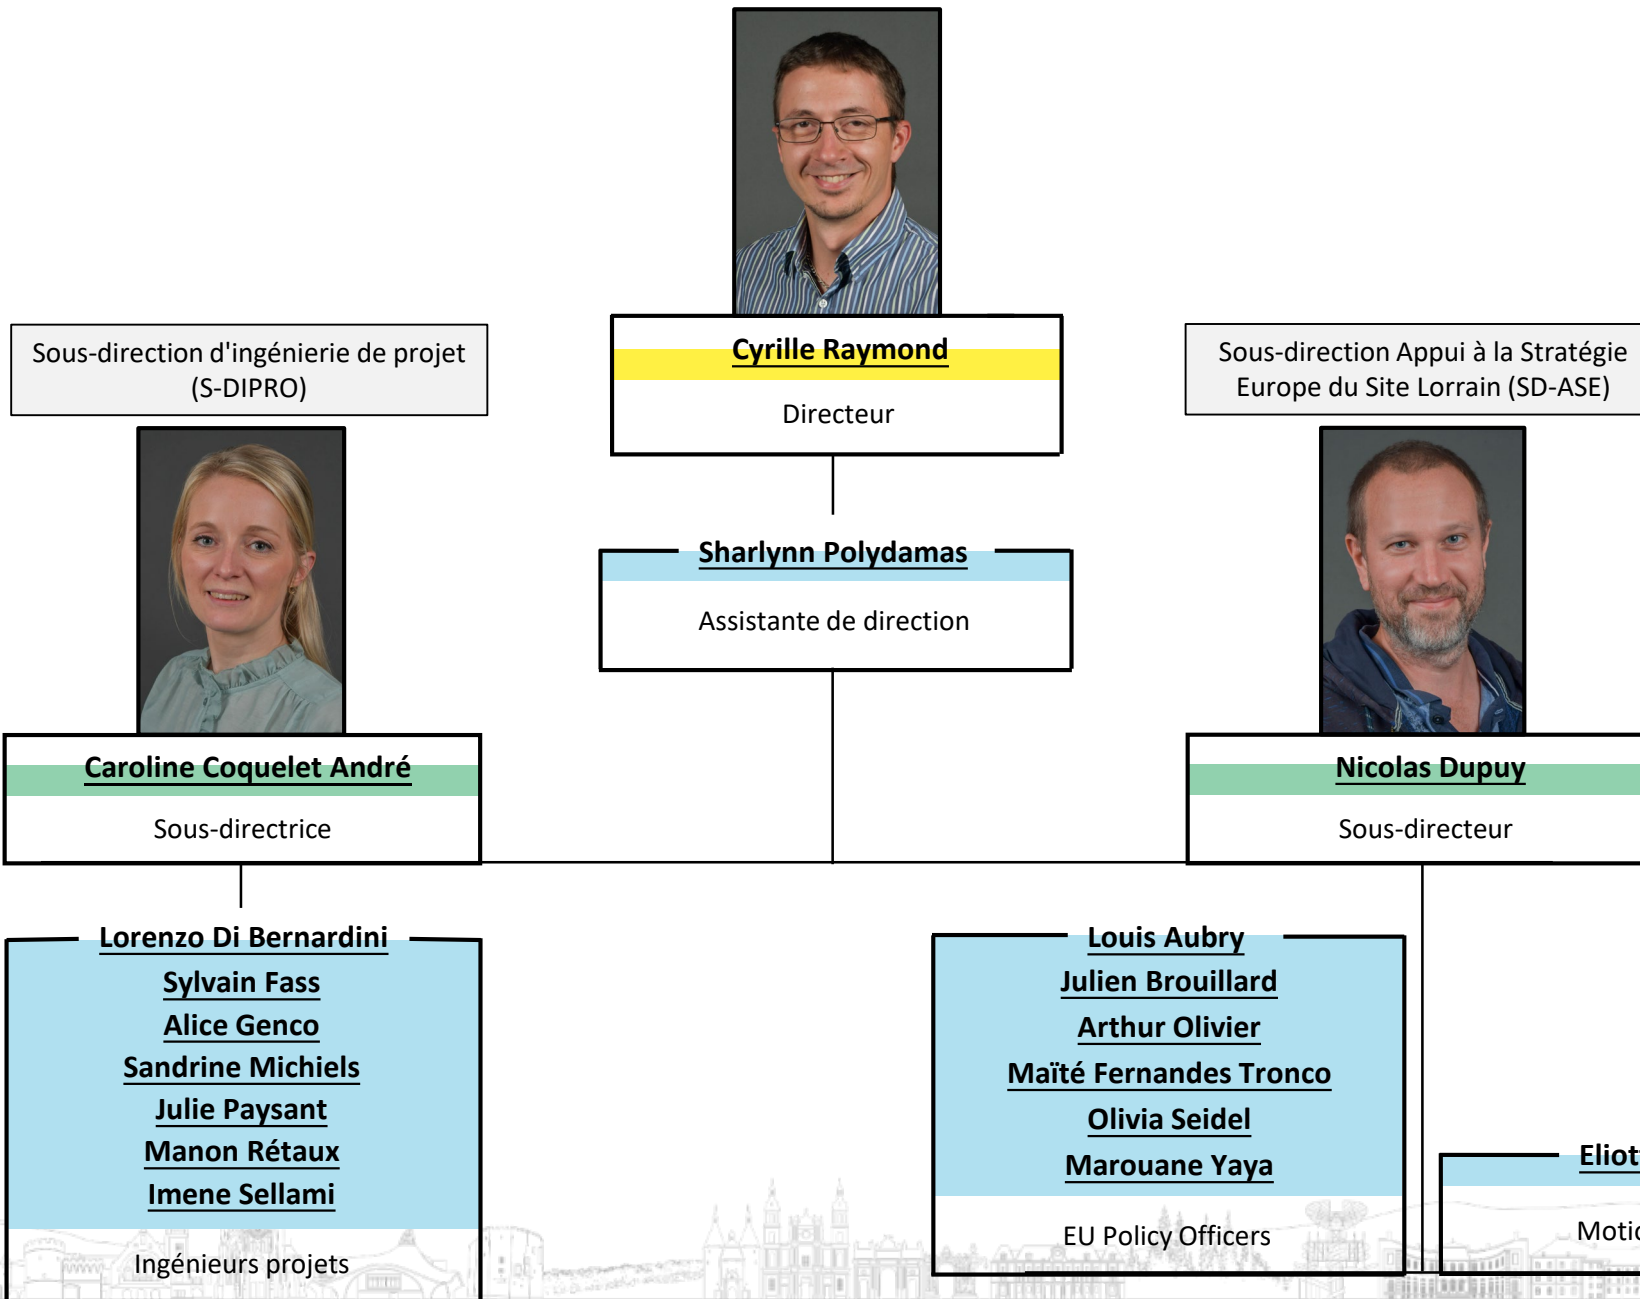 Cyrille Raymond
Directeur
Sous-direction d'ingénierie de projet
(S-DIPRO)
Sous-direction Appui à la Stratégie
Europe du Site Lorrain (SD-ASE)
Sharlynn Polydamas
Assistante de direction
Caroline Coquelet André
Sous-directrice
Nicolas Dupuy
Sous-directeur
Lorenzo Di Bernardini
Sylvain Fass
Alice Genco
Sandrine Michiels
Julie Paysant
Manon Rétaux
Imene Sellami
Ingénieurs projets
Louis Aubry
Julien Brouillard
Arthur Olivier
Maïté Fernandes Tronco
Olivia Seidel
Marouane Yaya
EU Policy Officers